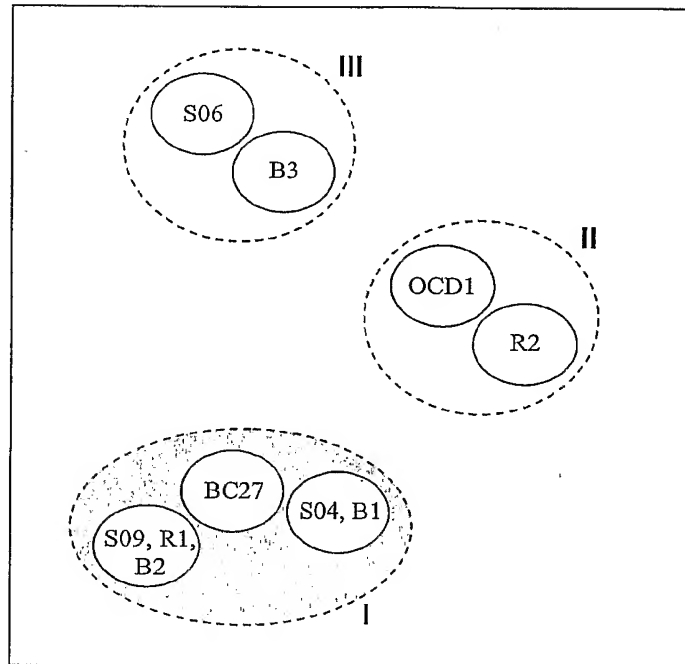 III
S06
B3
II
OCD1
R2
BC27
S04, B1
S09, R1,
B2
I